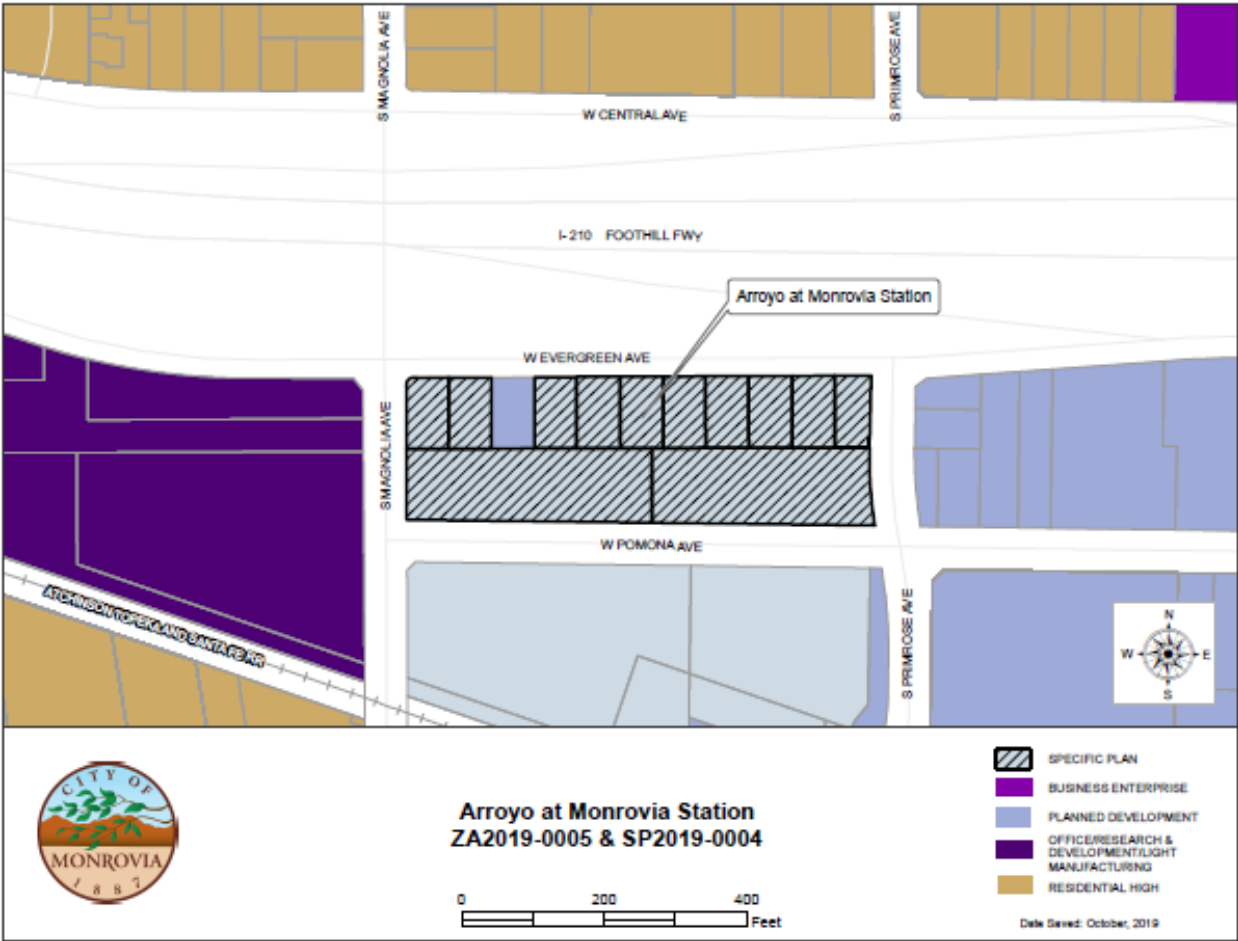 S MAGNOLIA AVE
S PRIMROSE AVE
W CENTRAL AVE
I-210 FOOTHILL FWY
Arroyo at Monrovia Station
W EVERGREEN AVE
S MAGNOLIA AVE
W POMONA AVE
ATCHINSON TOPEKA AND SANTA FE RR
S PRIMROSE AVE
N
W E
S
CITY OF
MONROVIA
1887
Arroyo at Monrovia Station
ZA2019-0005 & SP2019-0004
0 200 400
Feet
SPECIFIC PLAN
BUSINESS ENTERPRISE
PLANNED DEVELOPMENT
OFFICE/RESEARCH &
DEVELOPMENT/LIGHT
MANUFACTURING
RESIDENTIAL HIGH
Date Saved: October, 2019